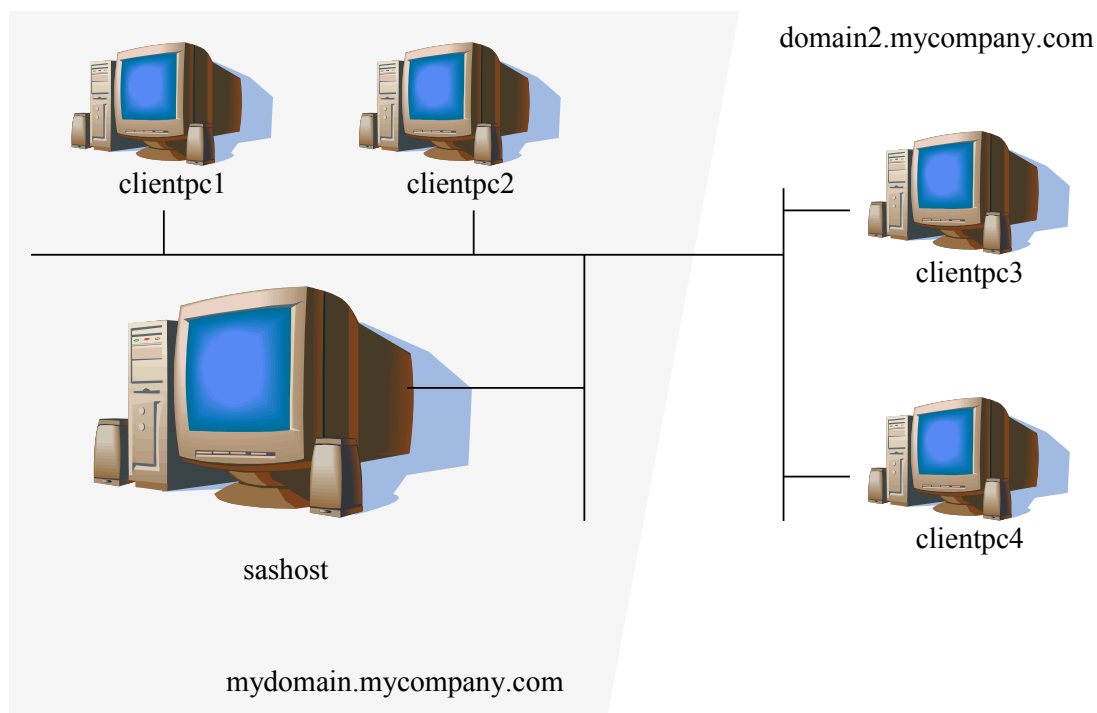 domain2.mycompany.com
clientpc1
clientpc2
clientpc3
clientpc4
sashost
mydomain.mycompany.com